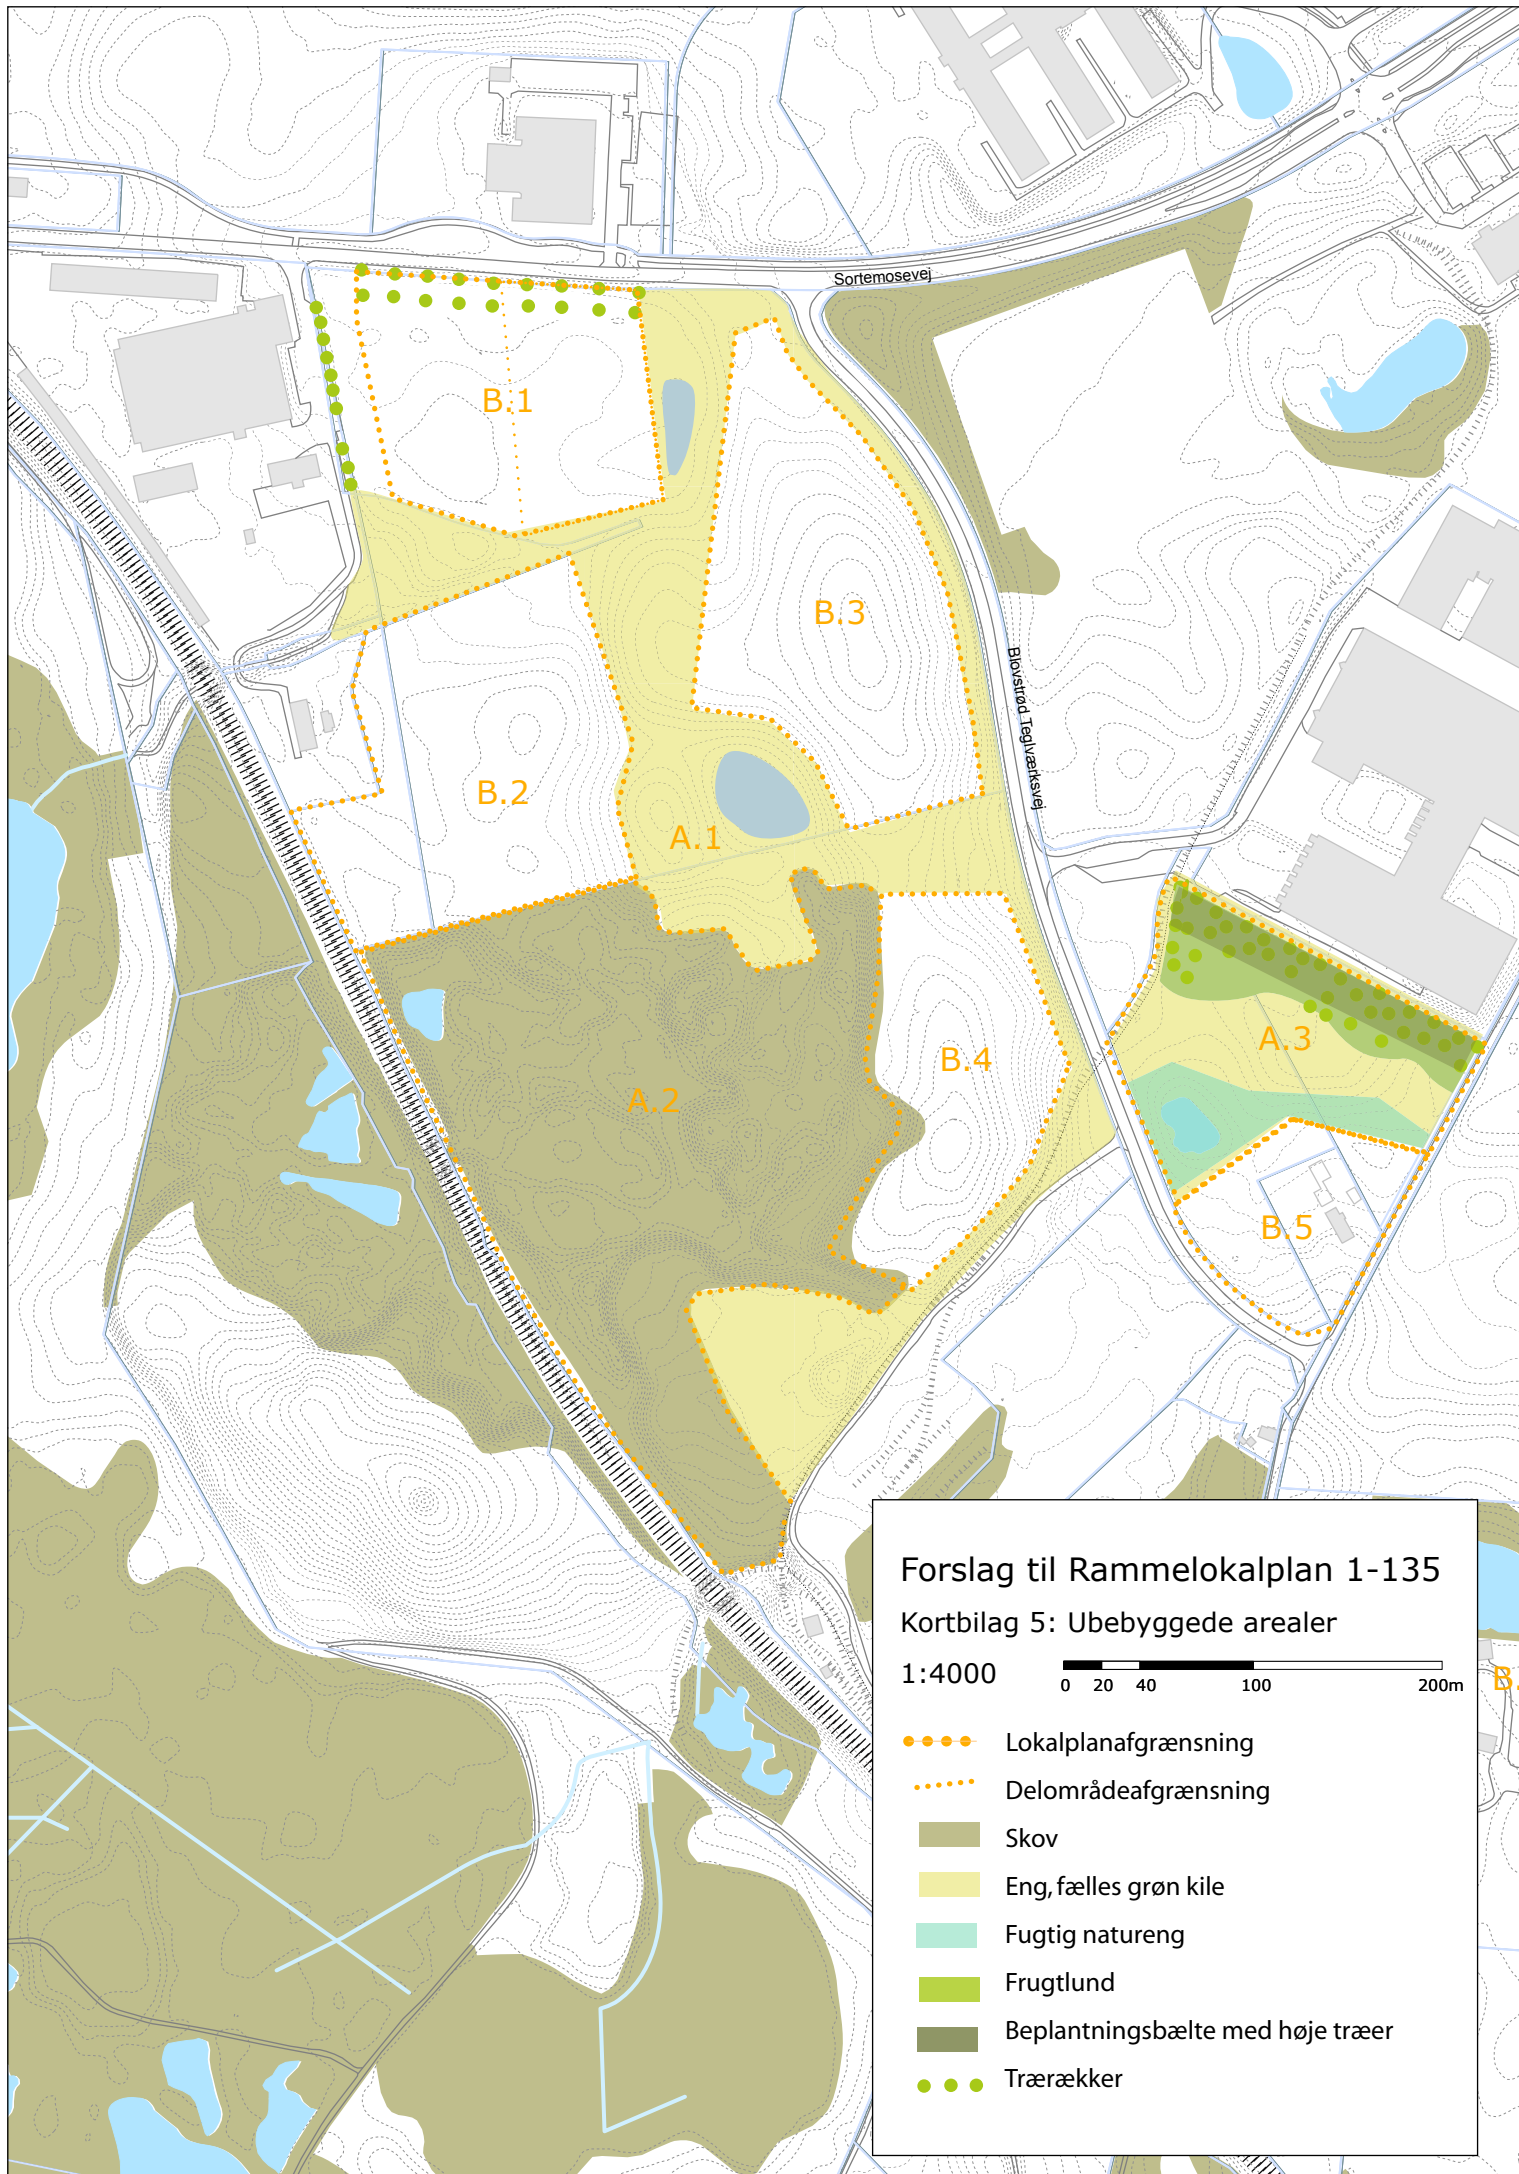 Sortemosevej
B.1
B.3
Blovstrød Teglværksvej
B.2
A.1
A.3
B.4
A.2
B.5
Forslag til Rammelokalplan 1-135
Kortbilag 5: Ubebyggede arealer
1:4000
0 20 40 100 200m
B.
Lokalplanafgrænsning
Delområdeafgrænsning
Skov
Eng, fælles grøn kile
Fugtig natureng
Frugtlund
Beplantningsbælte med høje træer
Trærækker